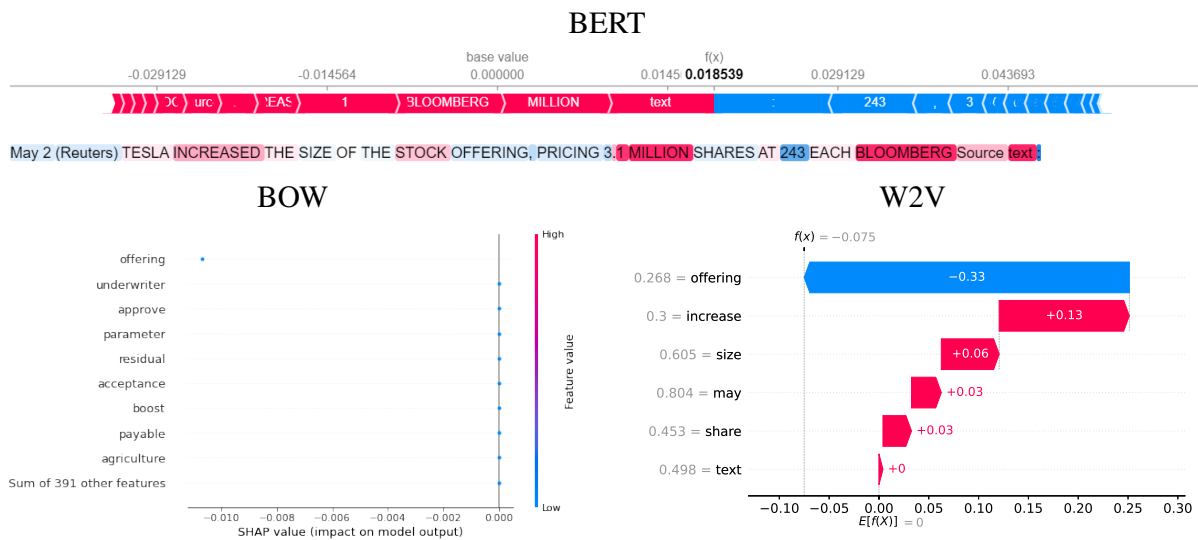 BERT
base value f(x)
-0.029129 -0.014564 0.000000 0.0145 0.018539 0.029129 0.043693
urc . EAS 1 BLOOMBERG MILLION text : 243 , 3
May 2 (Reuters) TESLA INCREASED THE SIZE OF THE STOCK OFFERING, PRICING 3.1 MILLION SHARES AT 243 EACH BLOOMBERG Source text :
BOW
High
offering
underwriter
approve
parameter
residual
acceptance
boost
payable
agriculture
Sum of 391 other features
Low
Feature value
−0.010 −0.008 −0.006 −0.004 −0.002 0.000
SHAP value (impact on model output)
W2V
f(x) = −0.075
0.268 = offering −0.33
0.3 = increase +0.13
0.605 = size +0.06
0.804 = may +0.03
0.453 = share +0.03
0.498 = text +0
−0.10 −0.05 0.00 0.05 0.10 0.15 0.20 0.25 0.30
E[f(X)] = 0